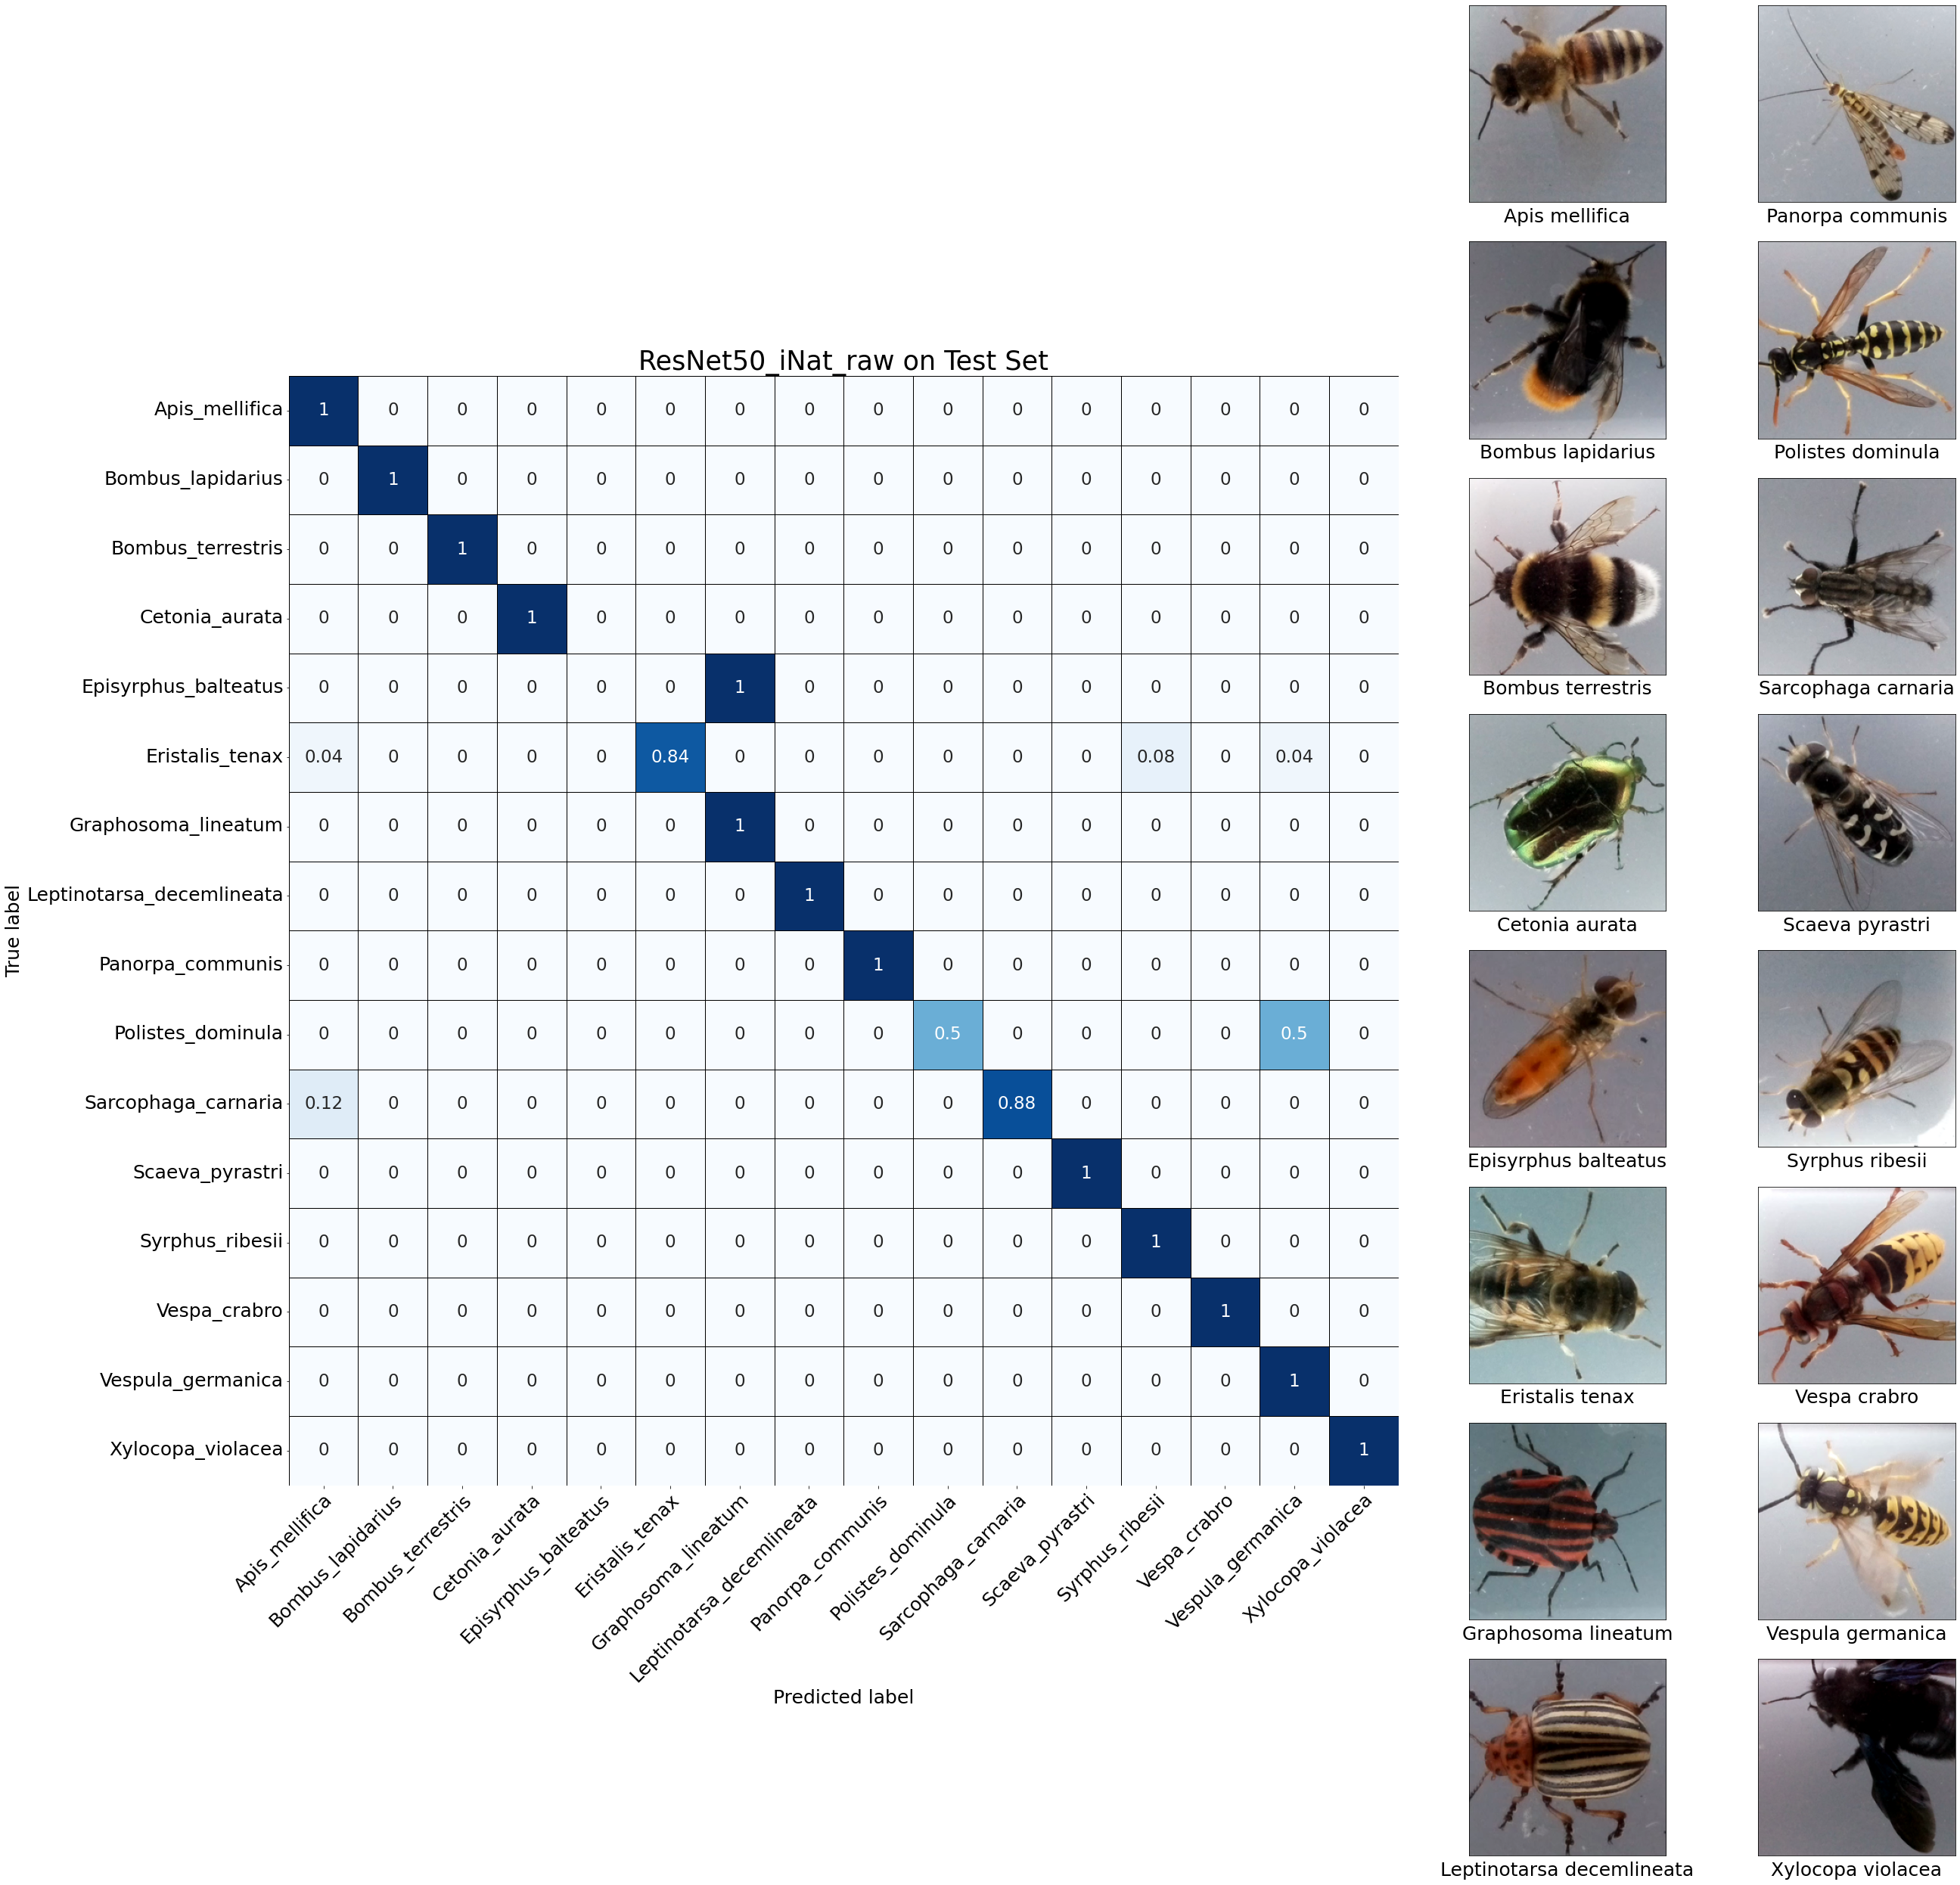 ResNet50_iNat_raw on Test Set
True label
Apis_mellifica 1 0 0 0 0 0 0 0 0 0 0 0 0 0 0 0
Bombus_lapidarius 0 1 0 0 0 0 0 0 0 0 0 0 0 0 0 0
Bombus_terrestris 0 0 1 0 0 0 0 0 0 0 0 0 0 0 0 0
Cetonia_aurata 0 0 0 1 0 0 0 0 0 0 0 0 0 0 0 0
Episyrphus_balteatus 0 0 0 0 0 0 1 0 0 0 0 0 0 0 0 0
Eristalis_tenax 0.04 0 0 0 0 0.84 0 0 0 0 0 0 0.08 0 0.04 0
Graphosoma_lineatum 0 0 0 0 0 0 1 0 0 0 0 0 0 0 0 0
Leptinotarsa_decemlineata 0 0 0 0 0 0 0 1 0 0 0 0 0 0 0 0
Panorpa_communis 0 0 0 0 0 0 0 0 1 0 0 0 0 0 0 0
Polistes_dominula 0 0 0 0 0 0 0 0 0 0.5 0 0 0 0 0.5 0
Sarcophaga_carnaria 0.12 0 0 0 0 0 0 0 0 0 0.88 0 0 0 0 0
Scaeva_pyrastri 0 0 0 0 0 0 0 0 0 0 0 1 0 0 0 0
Syrphus_ribesii 0 0 0 0 0 0 0 0 0 0 0 0 1 0 0 0
Vespa_crabro 0 0 0 0 0 0 0 0 0 0 0 0 0 1 0 0
Vespula_germanica 0 0 0 0 0 0 0 0 0 0 0 0 0 0 1 0
Xylocopa_violacea 0 0 0 0 0 0 0 0 0 0 0 0 0 0 0 1
Apis_mellifica
Bombus_lapidarius
Bombus_terrestris
Cetonia_aurata
Episyrphus_balteatus
Eristalis_tenax
Graphosoma_lineatum
Leptinotarsa_decemlineata
Panorpa_communis
Polistes_dominula
Sarcophaga_carnaria
Scaeva_pyrastri
Syrphus_ribesii
Vespa_crabro
Vespula_germanica
Xylocopa_violacea
Predicted label
Apis mellifica
Panorpa communis
Bombus lapidarius
Polistes dominula
Bombus terrestris
Sarcophaga carnaria
Cetonia aurata
Scaeva pyrastri
Episyrphus balteatus
Syrphus ribesii
Eristalis tenax
Vespa crabro
Graphosoma lineatum
Vespula germanica
Leptinotarsa decemlineata
Xylocopa violacea